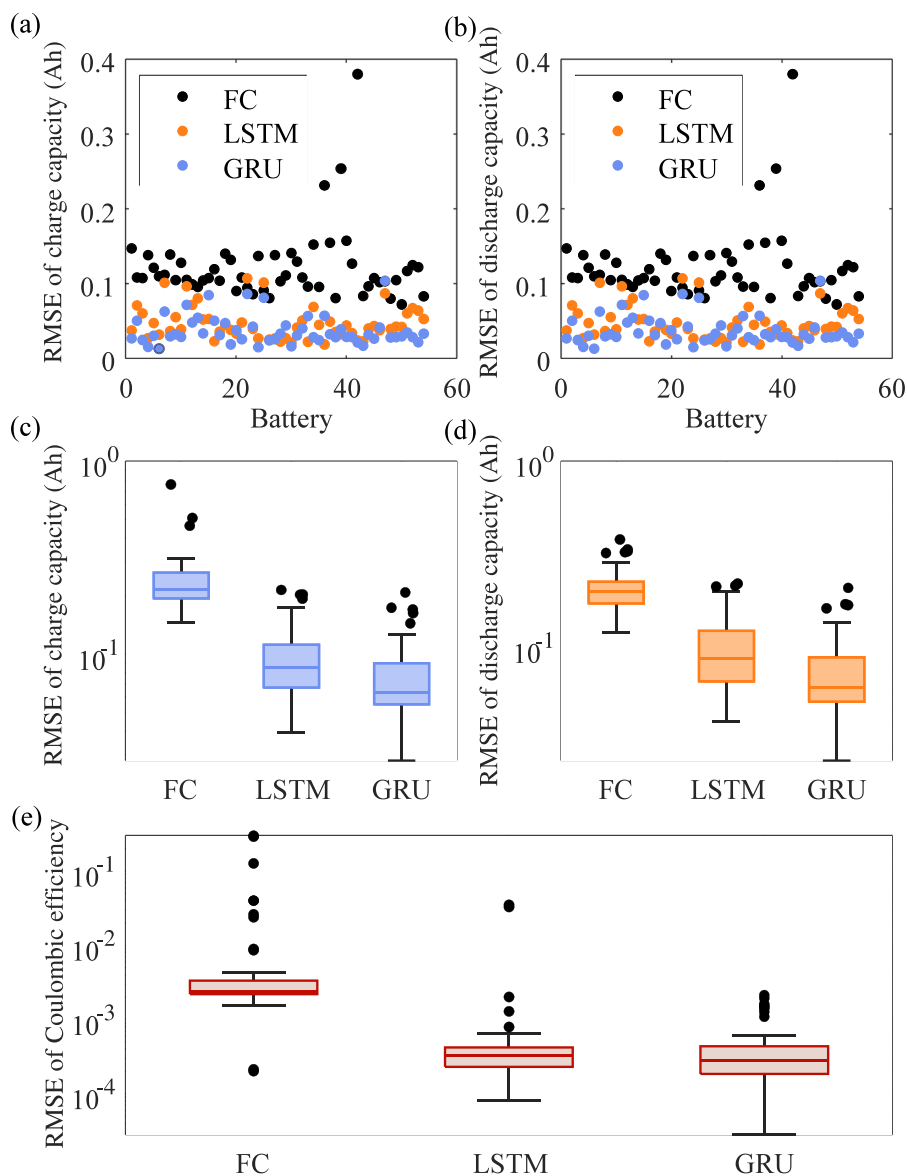 (a)
(b)
RMSE of charge capacity (Ah)
0.4
0.3
0.2
0.1
0
FC
LSTM
GRU
0
20
40
60
Battery
RMSE of discharge capacity (Ah)
0.4
0.3
0.2
0.1
0
FC
LSTM
GRU
0
20
40
60
Battery
(c)
(d)
RMSE of charge capacity (Ah)
10^0
10^-1
FC
LSTM
GRU
RMSE of discharge capacity (Ah)
10^0
10^-1
FC
LSTM
GRU
(e)
RMSE of Coulombic efficiency
10^-1
10^-2
10^-3
10^-4
FC
LSTM
GRU